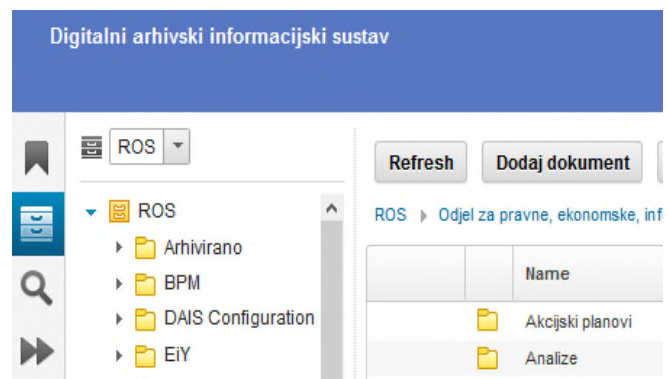 Digitalni arhivski informacijski sustav
ROS
Refresh
Dodaj dokument
ROS
Arhivirano
BPM
DAIS Configuration
EiY
ROS Odjel za pravne, ekonomske, inf
Name
Akcijski planovi
Analize